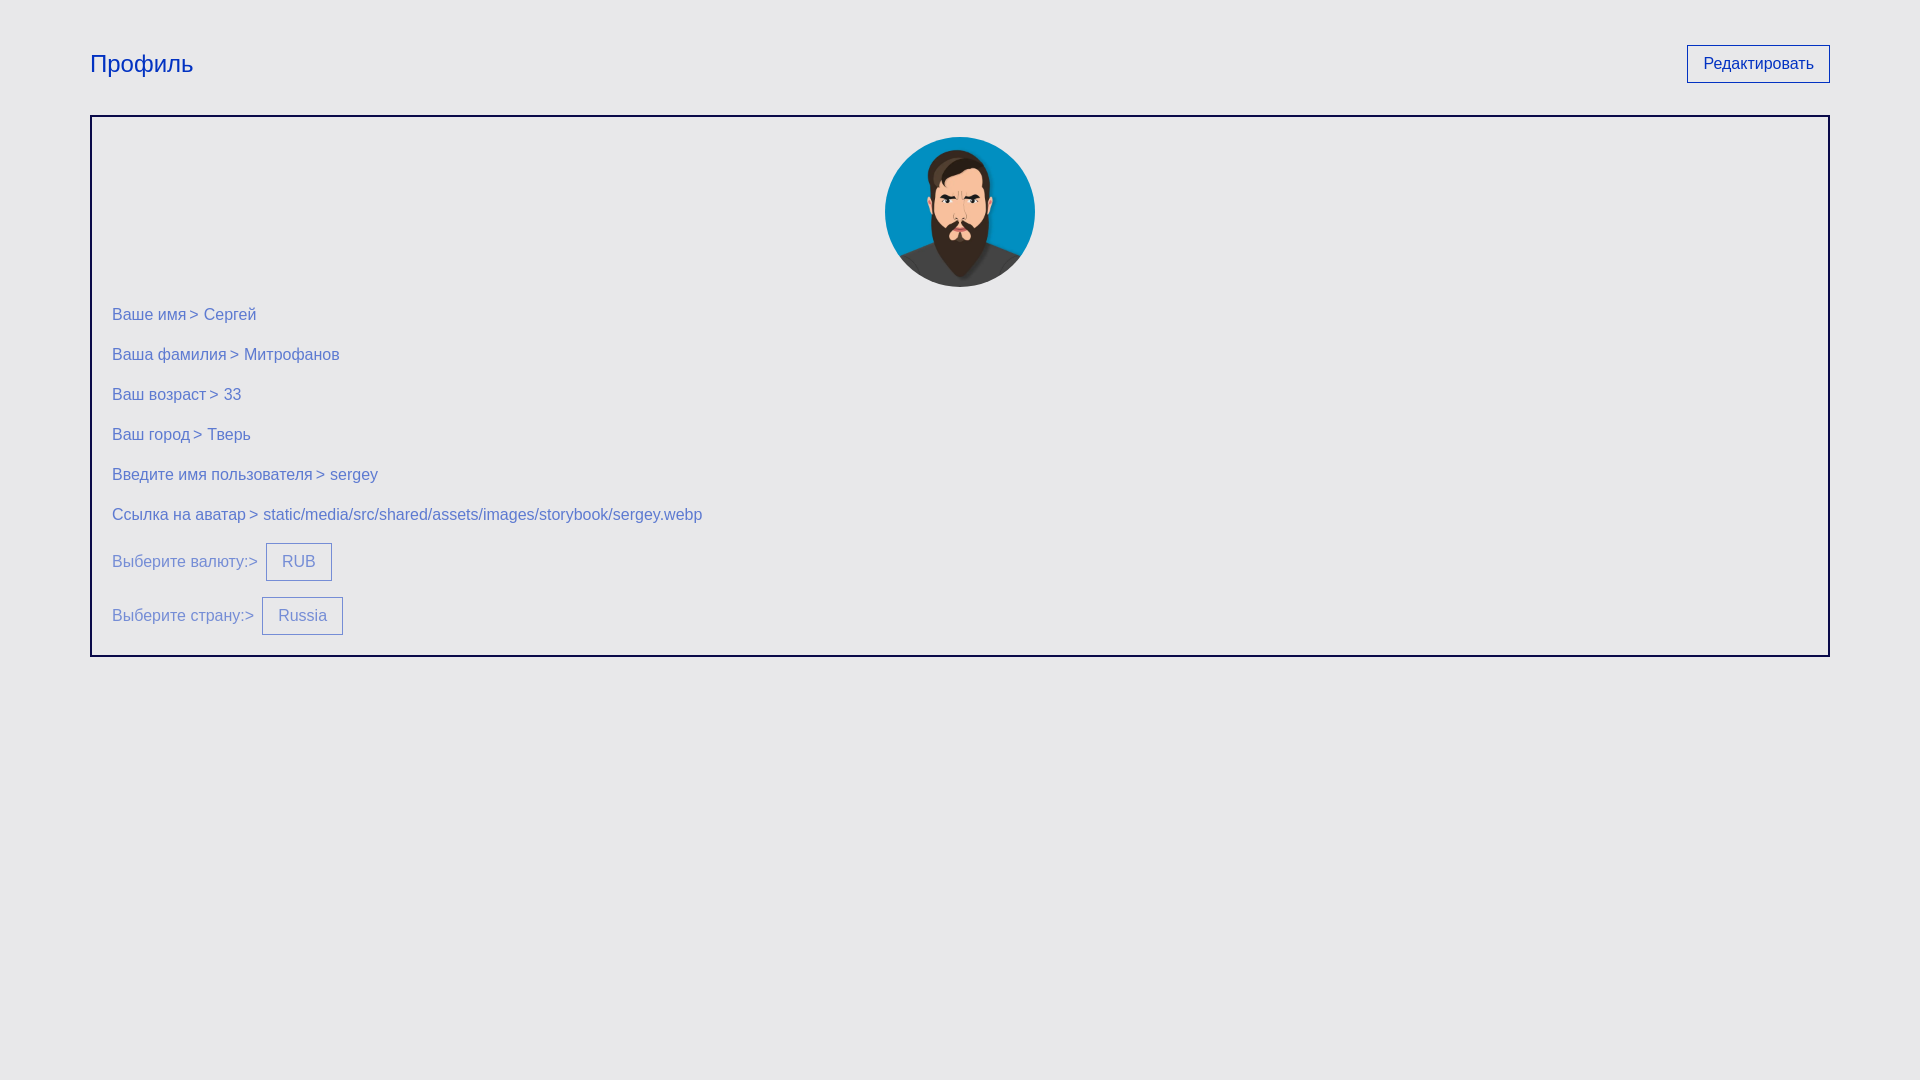 Профиль
Редактировать
Ваше имя> Сергей
Ваша фамилия> Митрофанов
Ваш возраст> 33
Ваш город> Тверь
Введите имя пользователя> sergey
Ссылка на аватар> static/media/src/shared/assets/images/storybook/sergey.webp
Выберите валюту:> RUB
Выберите страну:> Russia